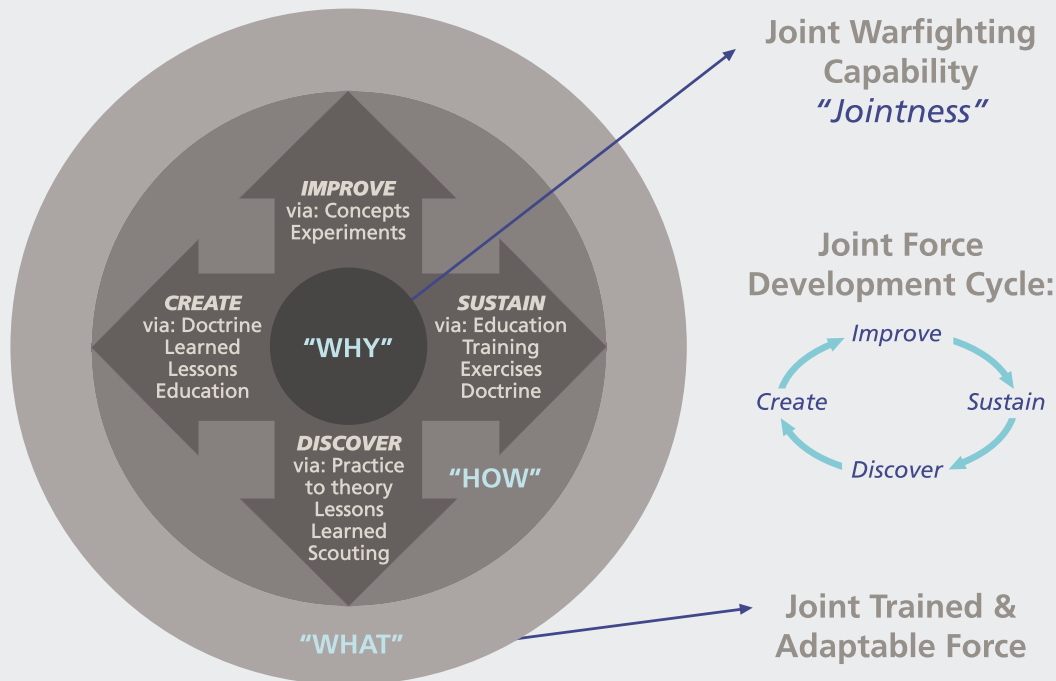 IMPROVE
via: Concepts
Experiments
CREATE
via: Doctrine
Learned
Lessons
Education
“WHY”
SUSTAIN
via: Education
Training
Exercises
Doctrine
DISCOVER
via: Practice
to theory
Lessons
Learned
Scouting
“HOW”
“WHAT”
Joint Warfighting
Capability
“Jointness”
Joint Force
Development Cycle:
Improve
Create
Sustain
Discover
Joint Trained &
Adaptable Force